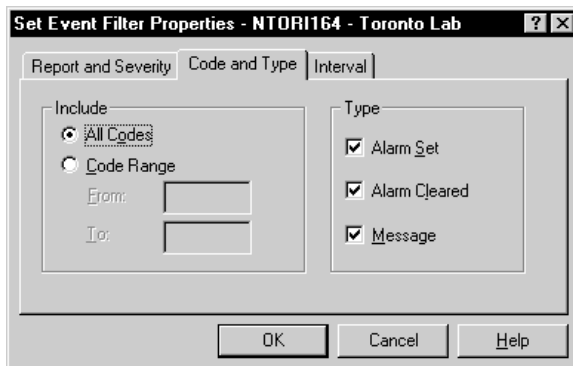 Set Event Filter Properties - NTORI164 - Toronto Lab
Report and Severity
Code and Type
Interval
Include
All Codes
Code Range
From:
To:
Type
Alarm Set
Alarm Cleared
Message
OK
Cancel
Help